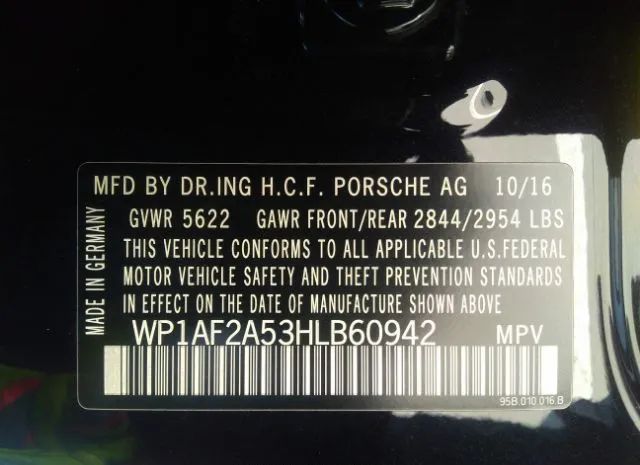 MFD BY DR.ING H.C.F. PORSCHE AG 10/16
GVWR 5622 GAWR FRONT/REAR 2844/2954 LBS
THIS VEHICLE CONFORMS TO ALL APPLICABLE U.S.FEDERAL
MOTOR VEHICLE SAFETY AND THEFT PREVENTION STANDARDS
IN EFFECT ON THE DATE OF MANUFACTURE SHOWN ABOVE
WP1AF2A53HLB60942 MPV
95B.010.016.B
MADE IN GERMANY